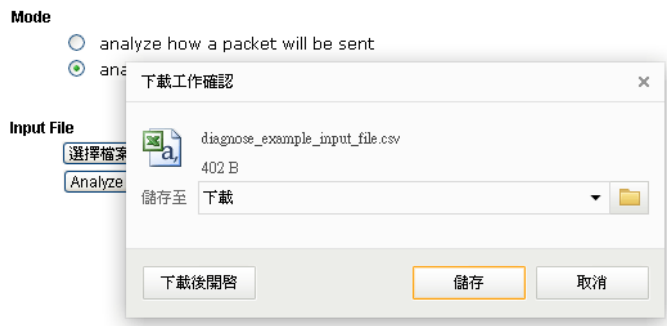 Mode
analyze how a packet will be sent
ana
下載工作確認
Input File
選擇檔案
Analyze
diagnose_example_input_file.csv
402 B
儲存至 下載
下載後開啓 儲存 取消